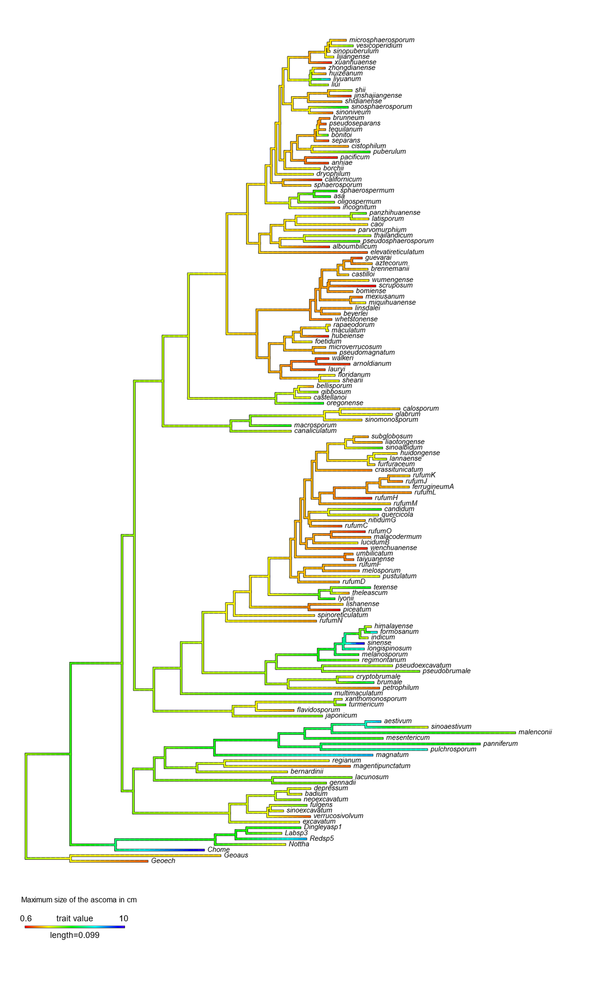 microsphaerosporum
vesicoperidium
sinopuberulum
lijiangense
xuanhuaense
zhongdianense
huizeanum
liyuanum
liui
shii
jinshajiangense
shidianense
sinosphaerosporum
sinoniveum
brunneum
pseudoseparans
tequilanum
bonitoi
separans
cistophilum
puberulum
pacificum
anniae
borchii
dryophilum
californicum
sphaerosporum
sphaerospermum
asa
oligospermum
incognitum
panzhihuanense
latisporum
caoi
parvomurphium
thailandicum
pseudosphaerosporum
alboumbilicum
elevatireticulatum
guevarai
aztecorum
brennemanii
castilloi
wumengense
scruposum
bomiense
mexiusanum
miquihuanense
linsdalei
beyerlei
whetstonense
rapaeodorum
maculatum
hubeiense
foetidum
microverrucosum
pseudomagnatum
walkeri
arnoldianum
lauryi
floridanum
shearii
bellisporum
gibbosum
castellanoi
oregonense
calosporum
glabrum
sinomonosporum
macrosporum
canaliculatum
subglobosum
liaotongense
sinoalbidum
huidongense
lannaense
furfuraceum
crassitunicatum
rufumK
rufumJ
ferrugineumA
rufumL
rufumH
rufumM
candidum
quercicola
nitidumG
rufumC
rufumO
malacodermum
lucidumB
wenchuanense
umbilicatum
taiyuanense
rufumF
melosporum
pustulatum
rufumD
texense
theleascum
lyonii
lishanense
piceatum
spinoreticulatum
rufumN
himalayense
formosanum
indicum
sinense
longispinosum
melanosporum
regimontanum
pseudoexcavatum
pseudobrumale
cryptobrumale
brumale
petrophilum
multimaculatum
xanthomonosporum
turmericum
flavidosporum
japonicum
aestivum
sinoaestivum
malenconii
mesentericum
panniferum
pulchrosporum
magnatum
regianum
magentipunctatum
bernardinii
lacunosum
gennadii
depressum
badium
neoexcavatum
fulgens
sinoexcavatum
verrucosivolvum
excavatum
Dingleyasp1
Labsp3
Redsp5
Nottha
Chome
Geoaus
Geoech
Maximum size of the ascoma in cm
0.6 trait value 10
length=0.099